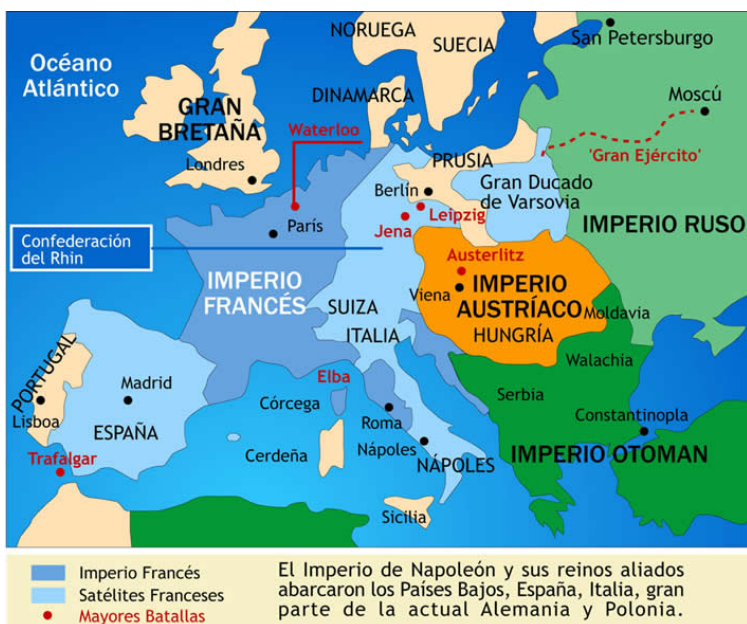 NORUEGA
SUECIA
San Petersburgo
Océano
Atlántico
DINAMARCA
Moscú
GRAN
BRETAÑA
Waterloo
Londres
PRUSIA
'Gran Ejército'
Berlín
Gran Ducado
de Varsovia
Leipzig
Jena
París
IMPERIO RUSO
Confederación
del Rhin
Austerlitz
IMPERIO
FRANCÉS
IMPERIO
AUSTRÍACO
Viena
HUNGRÍA
SUIZA
ITALIA
Moldavia
Walachia
PORTUGAL
Madrid
Lisboa
ESPAÑA
Elba
Córcega
Roma
Serbia
Constantinopla
Cerdeña
Nápoles
NÁPOLES
IMPERIO OTOMAN
Trafalgar
Sicilia
Imperio Francés
Satélites Franceses
Mayores Batallas
El Imperio de Napoleón y sus reinos aliados
abarcaron los Países Bajos, España, Italia, gran
parte de la actual Alemania y Polonia.